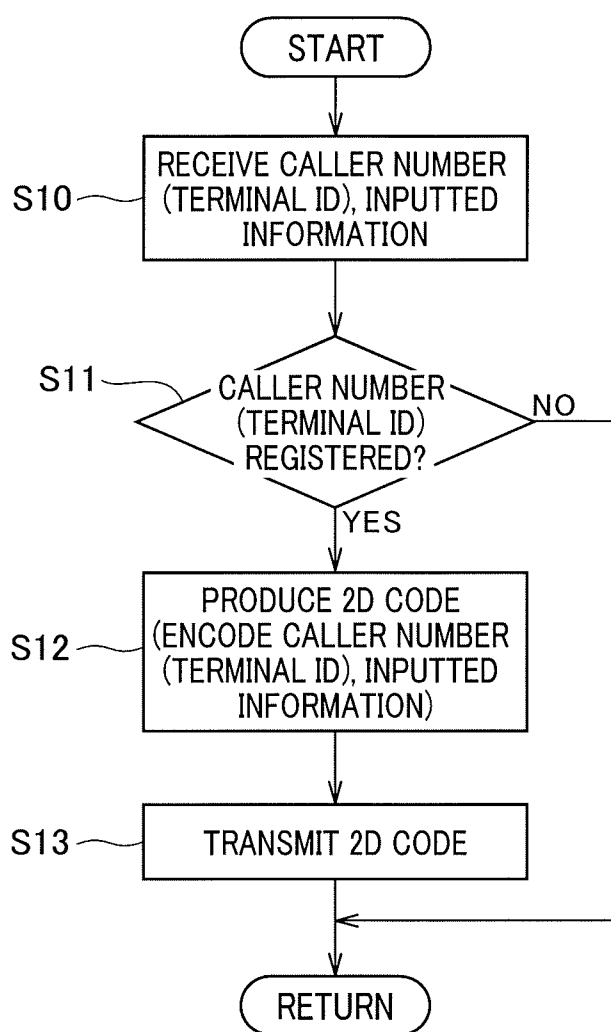 START
S10
RECEIVE CALLER NUMBER
(TERMINAL ID), INPUTTED
INFORMATION
S11
CALLER NUMBER
(TERMINAL ID)
REGISTERED?
NO
YES
S12
PRODUCE 2D CODE
(ENCODE CALLER NUMBER
(TERMINAL ID), INPUTTED
INFORMATION)
S13
TRANSMIT 2D CODE
RETURN